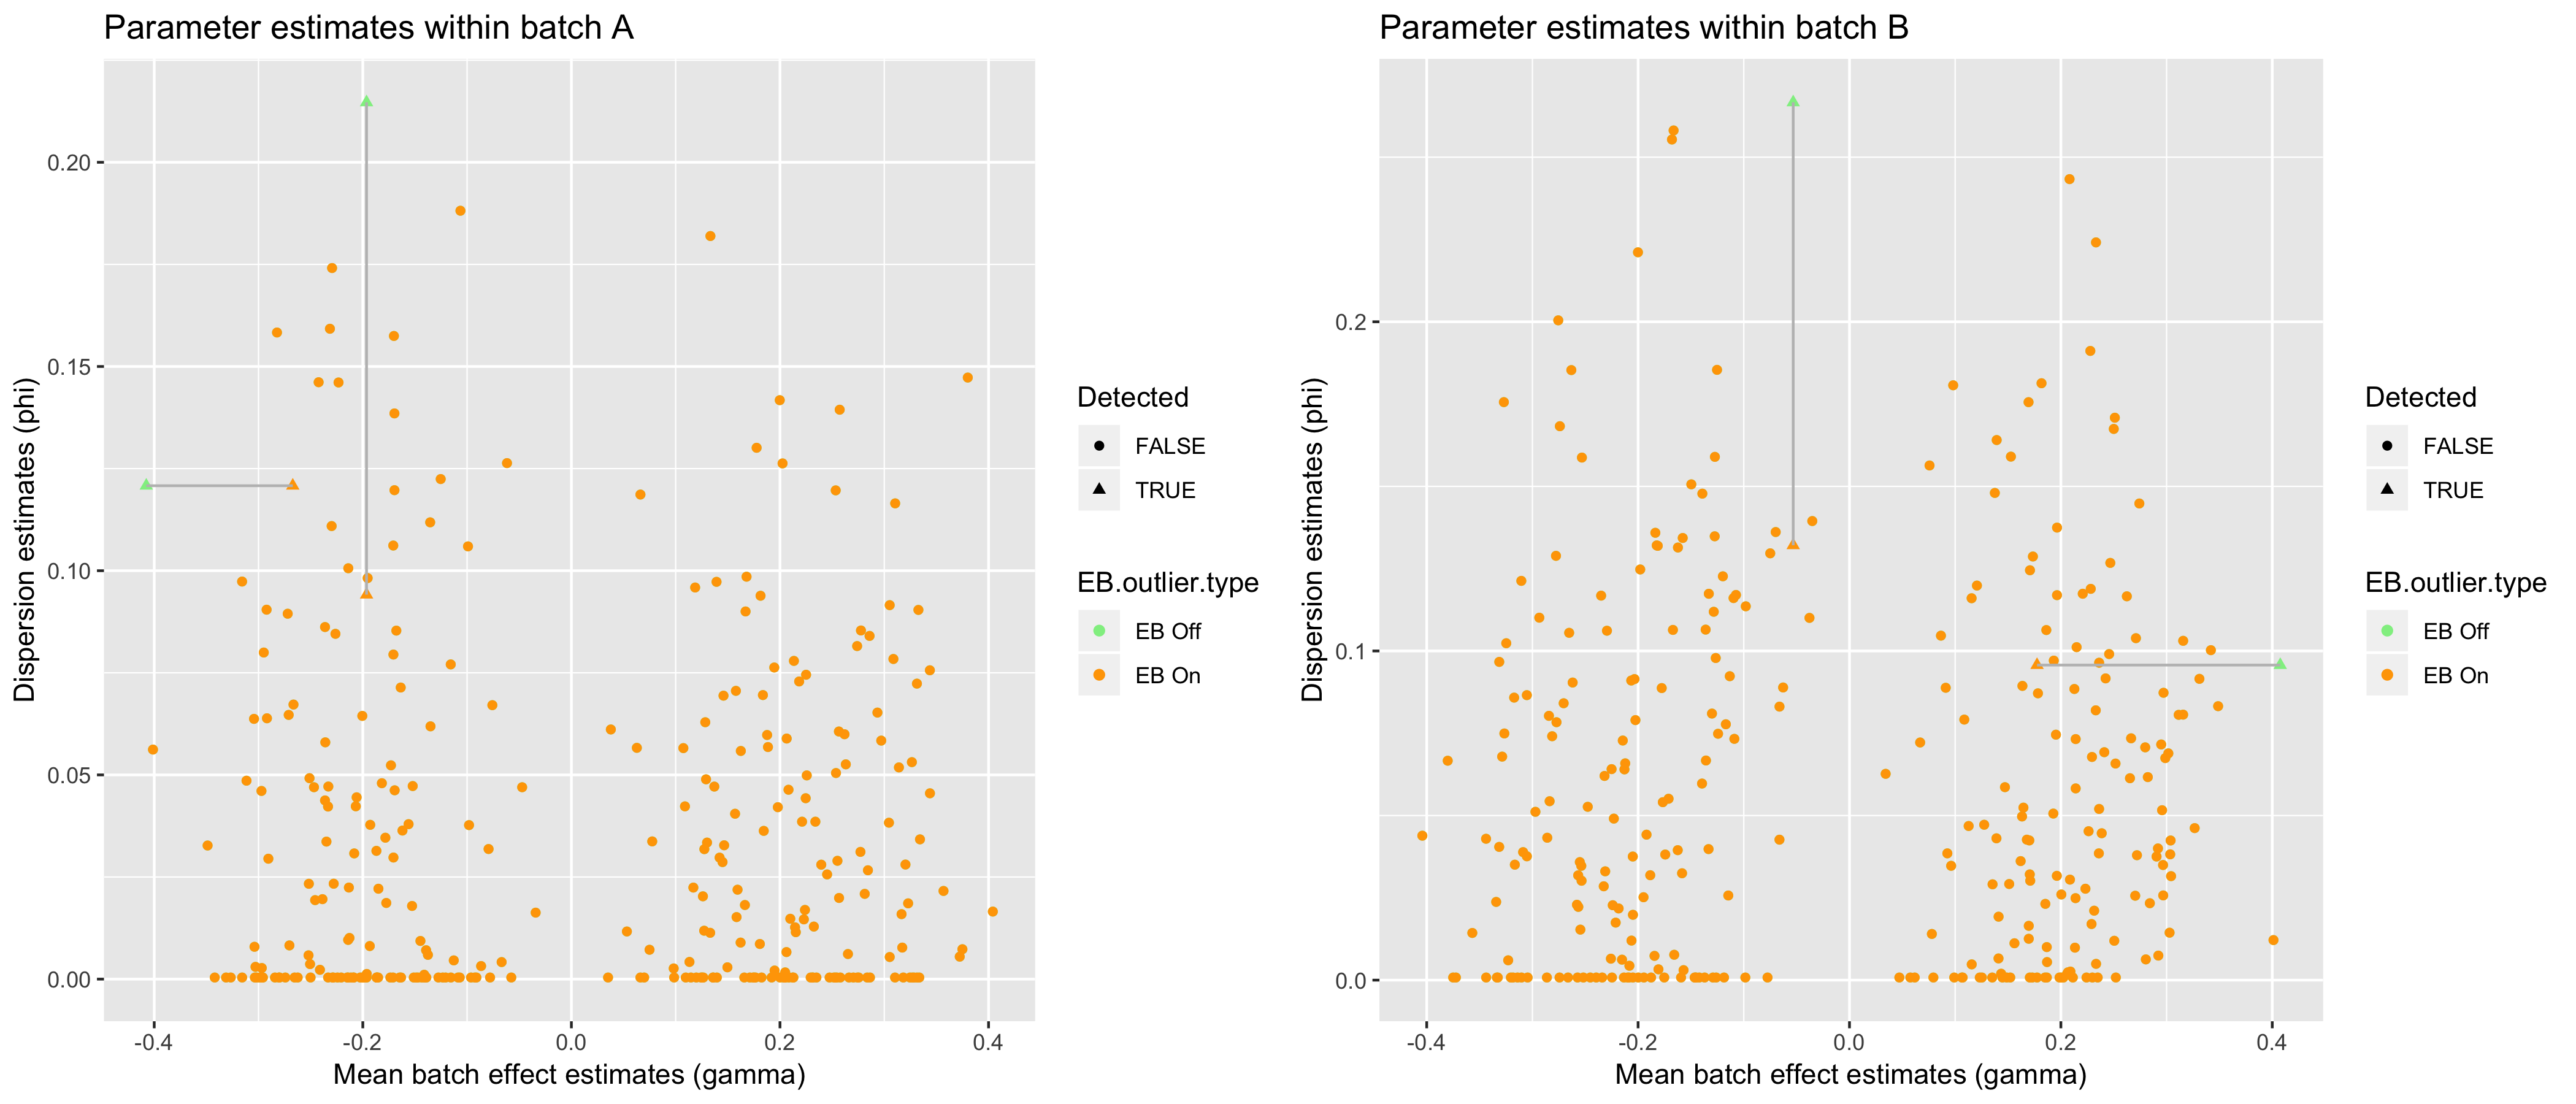 Parameter estimates within batch A
Dispersion estimates (phi)
0.20
0.15
0.10
0.05
0.00
-0.4
-0.2
0.0
0.2
0.4
Mean batch effect estimates (gamma)
Detected
FALSE
TRUE
EB.outlier.type
EB Off
EB On
Parameter estimates within batch B
Dispersion estimates (phi)
0.2
0.1
0.0
-0.4
-0.2
0.0
0.2
0.4
Mean batch effect estimates (gamma)
Detected
FALSE
TRUE
EB.outlier.type
EB Off
EB On